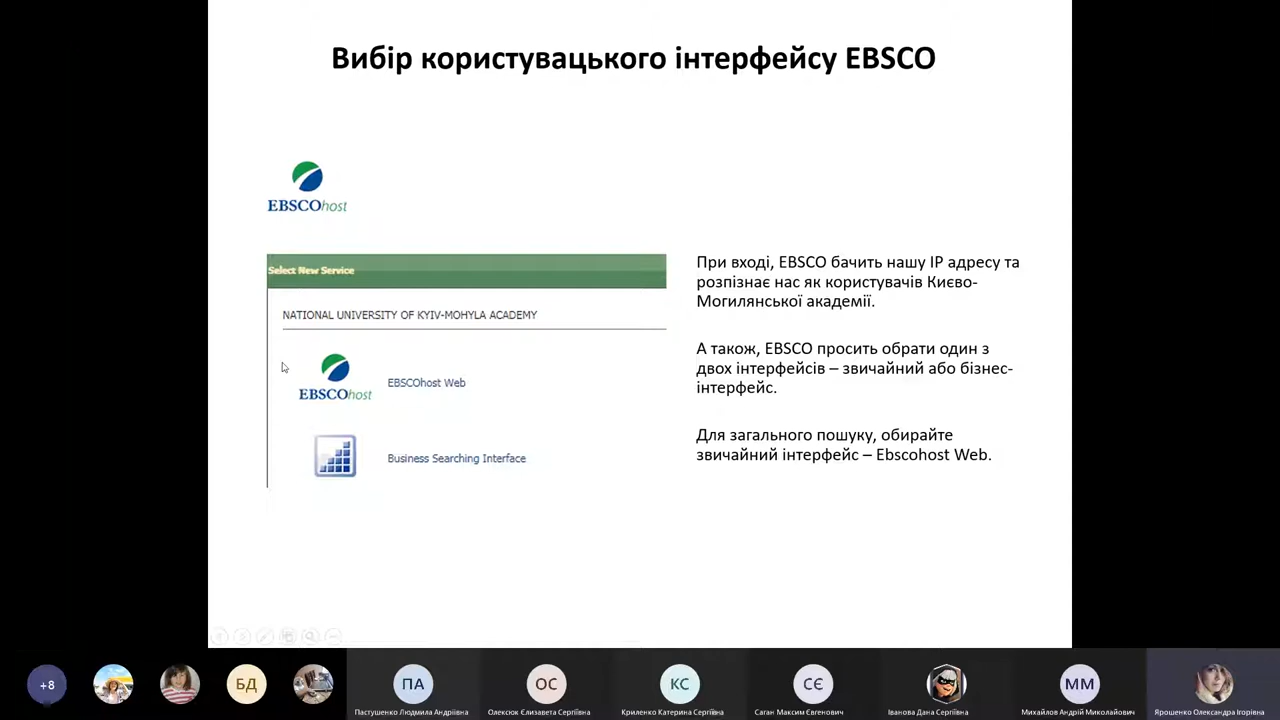 Вибір користувацького інтерфейсу EBSCO
EBSCOhost
Select New Service
NATIONAL UNIVERSITY OF KYIV-MOHYLA ACADEMY
EBSCOhost
EBSCOhost Web
Business Searching Interface
При вході, EBSCO бачить нашу IP адресу та
розпізнає нас як користувачів Києво-
Могилянської академії.
А також, EBSCO просить обрати один з
двох інтерфейсів – звичайний або бізнес-
інтерфейс.
Для загального пошуку, обирайте
звичайний інтерфейс – Ebscohost Web.
+8
БД
ПА
ОС
КС
СЄ
ММ
Пастушенко Людмила Андріївна
Олексюк Єлизавета Сергіївна
Криленко Катерина Сергіївна
Саган Максим Євгенович
Іванова Дана Сергіївна
Михайлов Андрій Миколайович
Ярошенко Олександра Ігорівна